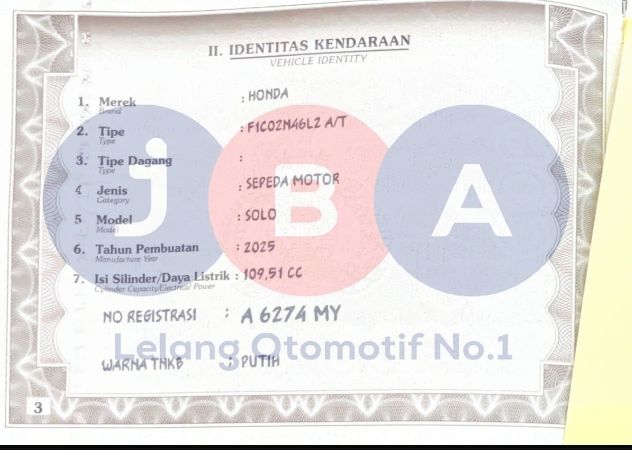 II. IDENTITAS KENDARAAN
VEHICLE IDENTITY
1. Merek : HONDA
Brand
2. Tipe : F1C02N46L2 A/T
Type
3. Tipe Dagang :
Type
4 Jenis : SEPEDA MOTOR
Category
5 Model : SOLO
Model
6. Tahun Pembuatan : 2025
Manufacture Year
7. Isi Silinder/Daya Listrik : 109,51 CC
Cylinder Capacity/Electrical Power
NO REGISTRASI : A 6274 MY
WARNA TNKB : PUTIH
JBA
Lelang Otomotif No.1
3